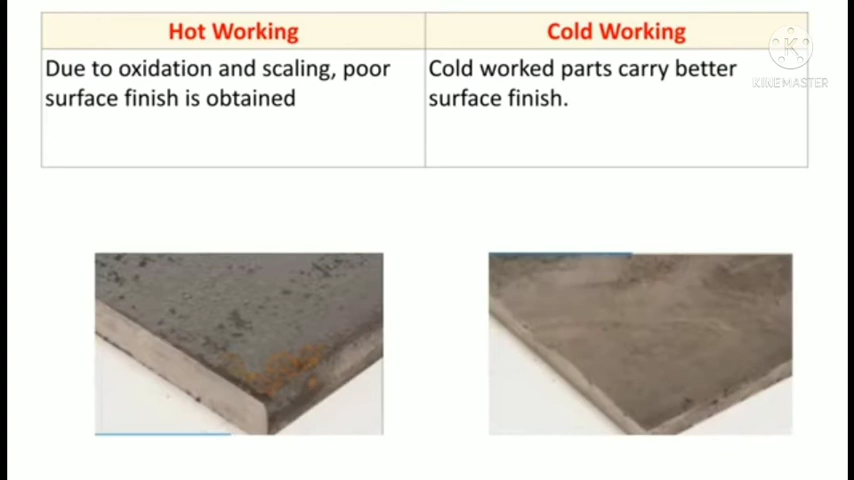 Hot Working
Cold Working
Due to oxidation and scaling, poor
surface finish is obtained
Cold worked parts carry better
surface finish.
K
KINEMASTER